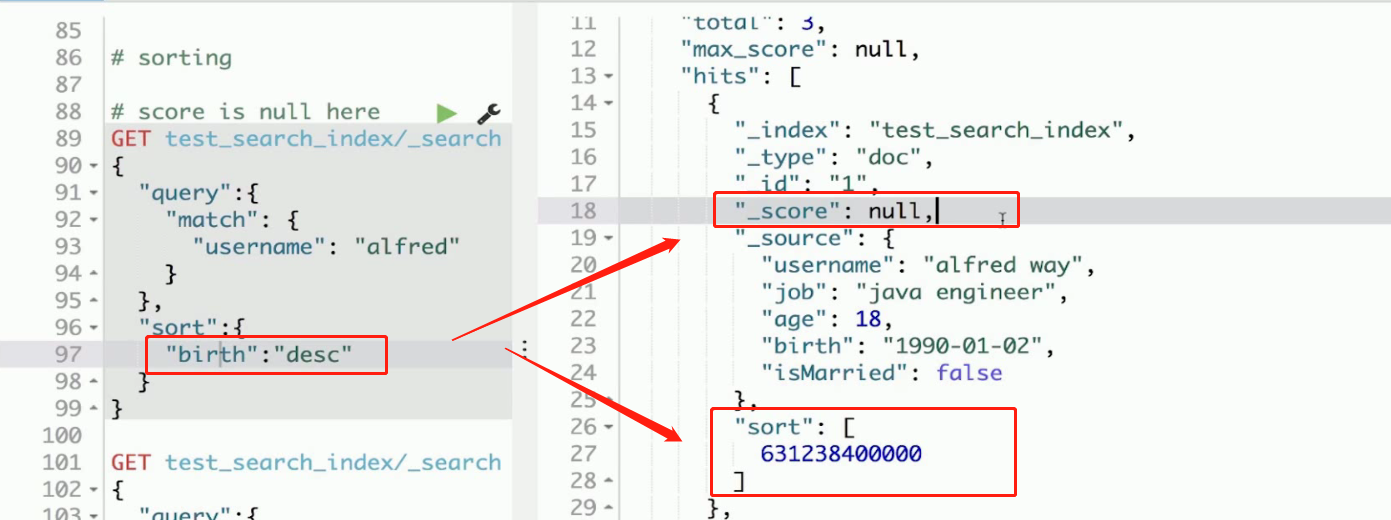 85
86 # sorting
87
88 # score is null here
89 GET test_search_index/_search
90 {
91 "query":{
92 "match": {
93 "username": "alfred"
94 }
95 },
96 "sort":{
97 "birth":"desc"
98 }
99 }
100
101 GET test_search_index/_search
102 {
103 "query":{
11 "total": 3,
12 "max_score": null,
13 "hits": [
14 {
15 "_index": "test_search_index",
16 "_type": "doc",
17 "_id": "1",
18 "_score": null,
19 "_source": {
20 "username": "alfred way",
21 "job": "java engineer",
22 "age": 18,
23 "birth": "1990-01-02",
24 "isMarried": false
25 },
26 "sort": [
27 631238400000
28 ]
29 },